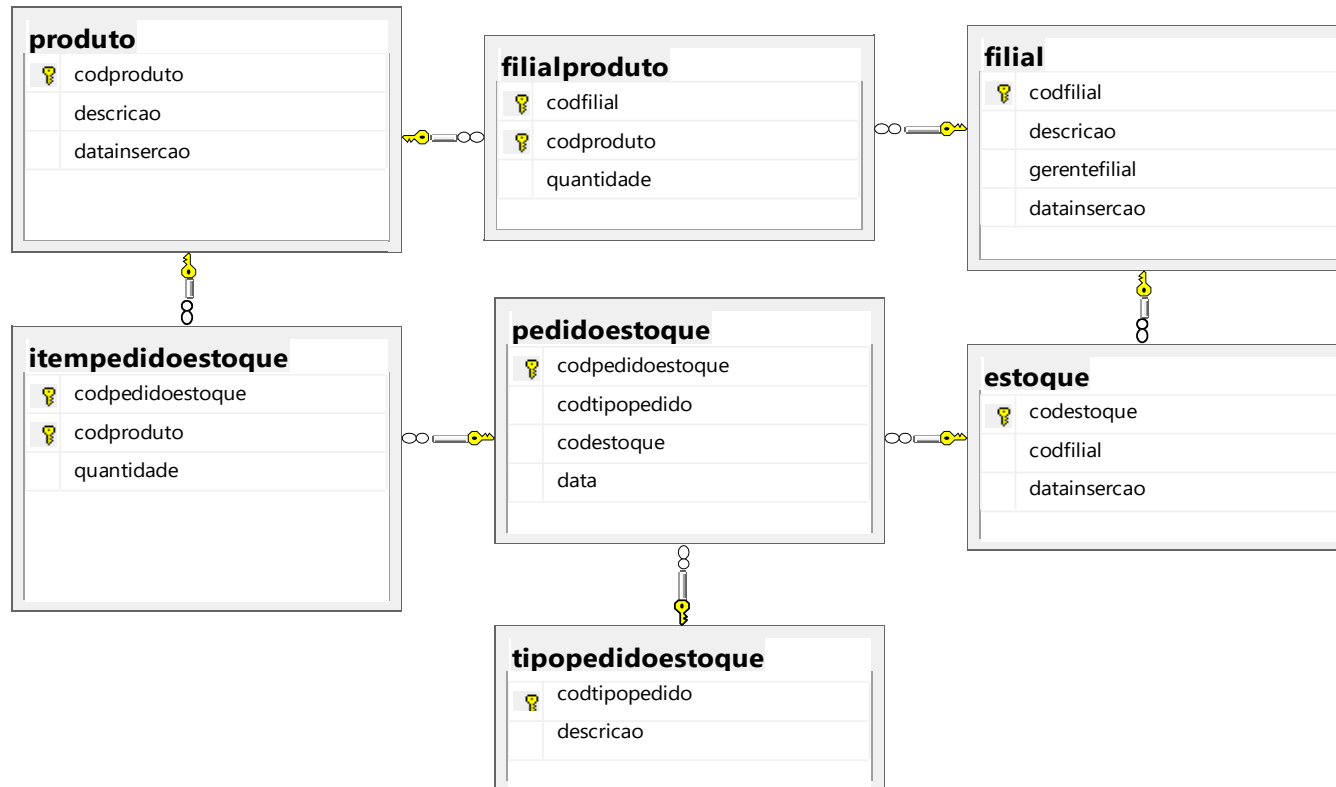 produto
codproduto
descricao
datainsercao
filialproduto
codfilial
codproduto
quantidade
filial
codfilial
descricao
gerentefilial
datainsercao
itempedidoestoque
codpedidoestoque
codproduto
quantidade
pedidoestoque
codpedidoestoque
codtipopedido
codestoque
data
estoque
codestoque
codfilial
datainsercao
tipopedidoestoque
codtipopedido
descricao